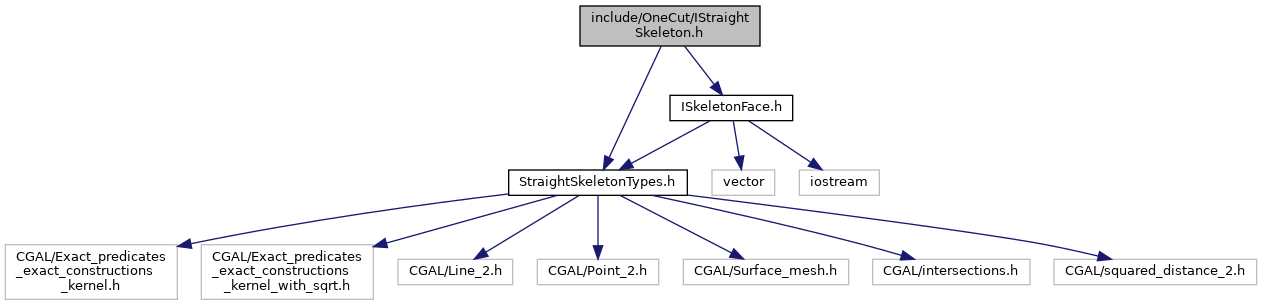 include/OneCut/IStraight
Skeleton.h
ISkeletonFace.h
StraightSkeletonTypes.h
vector
iostream
CGAL/Exact_predicates
_exact_constructions
_kernel.h
CGAL/Exact_predicates
_exact_constructions
_kernel_with_sqrt.h
CGAL/Line_2.h
CGAL/Point_2.h
CGAL/Surface_mesh.h
CGAL/intersections.h
CGAL/squared_distance_2.h